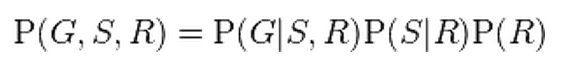 P(G, S, R) = P(G|S, R)P(S|R)P(R)